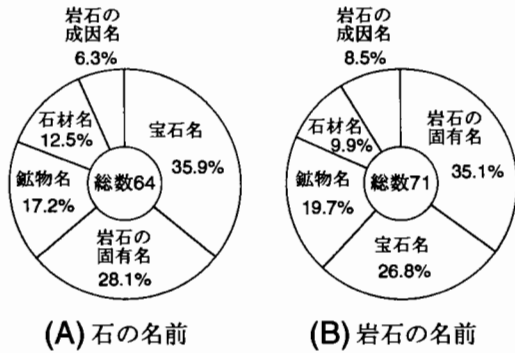 岩石の
成因名
6.3%
石材名
12.5%
宝石名
35.9%
鉱物名
17.2%
総数64
岩石の
固有名
28.1%
(A) 石の名前
岩石の
成因名
8.5%
石材名
9.9%
岩石の
固有名
35.1%
鉱物名
19.7%
総数71
宝石名
26.8%
(B) 岩石の名前